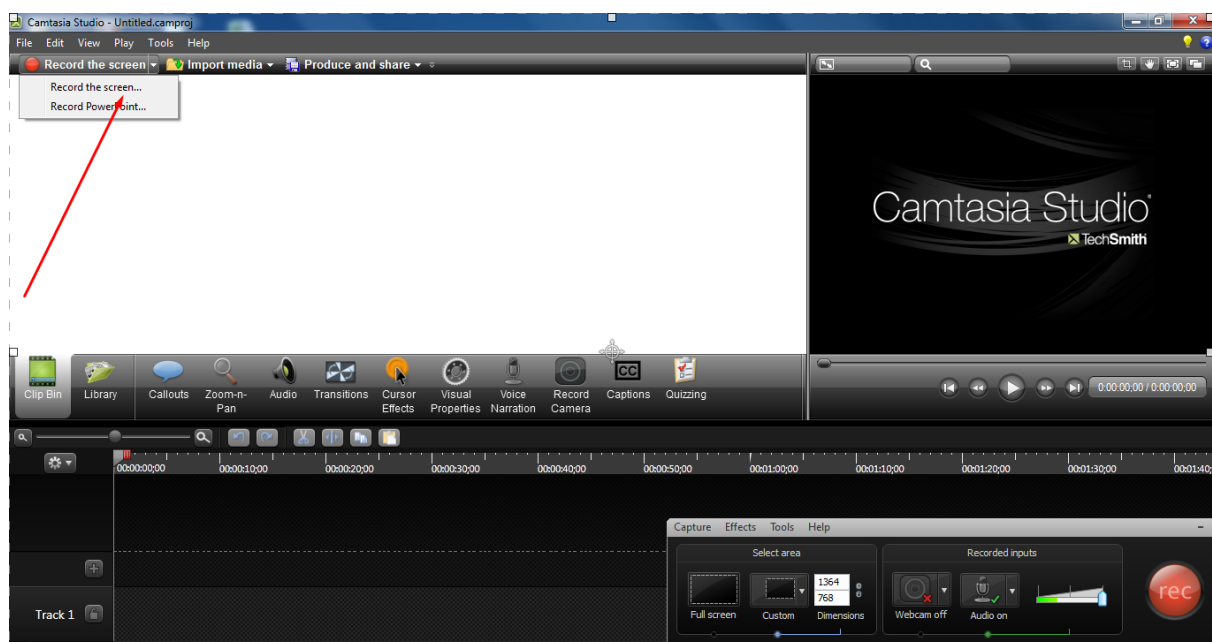 Camtasia Studio - Untitled.camproj
File Edit View Play Tools Help
Record the screen Import media Produce and share
Record the screen...
Record PowerPoint...
Camtasia Studio
TechSmith
Clip Bin Library Callouts Zoom-n-Pan Audio Transitions Cursor Effects Visual Properties Voice Narration Record Camera CC Captions Quizzing
0:00:00;00 / 0:00:00;00
00:00:00;00 00:00:10;00 00:00:20;00 00:00:30;00 00:00:40;00 00:00:50;00 00:01:00;00 00:01:10;00 00:01:20;00 00:01:30;00 00:01:40;
Capture Effects Tools Help
Select area Recorded inputs
1364
768
rec
Full screen Custom Dimensions Webcam off Audio on
Track 1